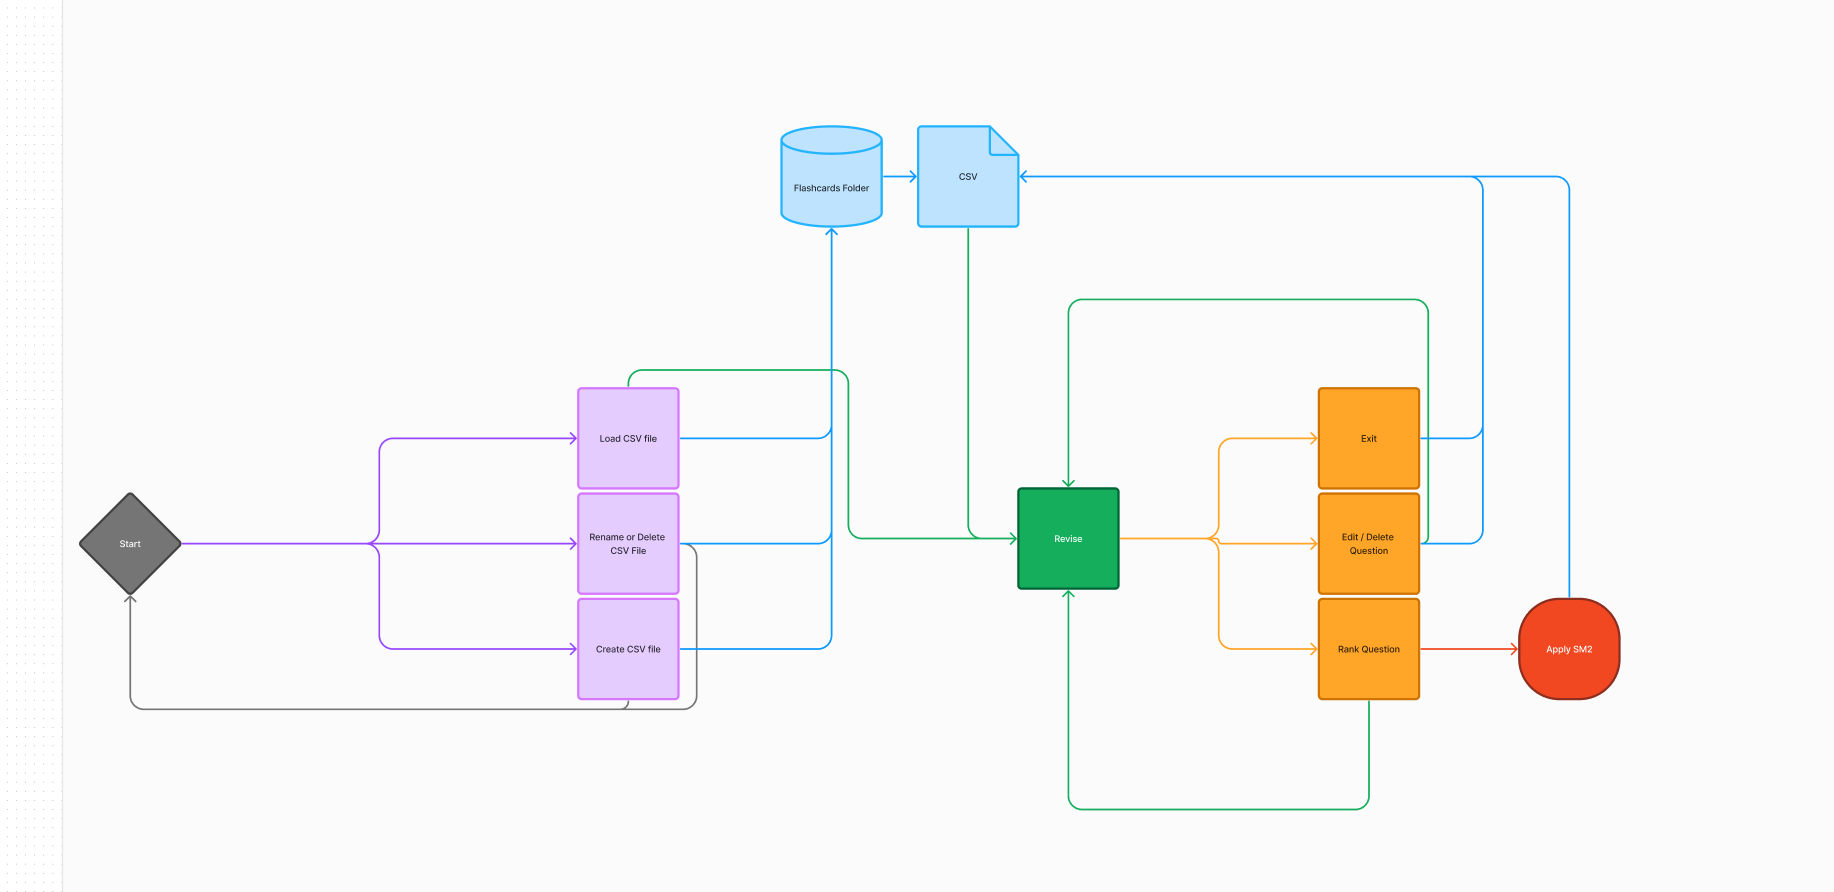 Flashcards Folder
CSV
Start
Load CSV file
Rename or Delete
CSV File
Create CSV file
Revise
Exit
Edit / Delete
Question
Rank Question
Apply SM2